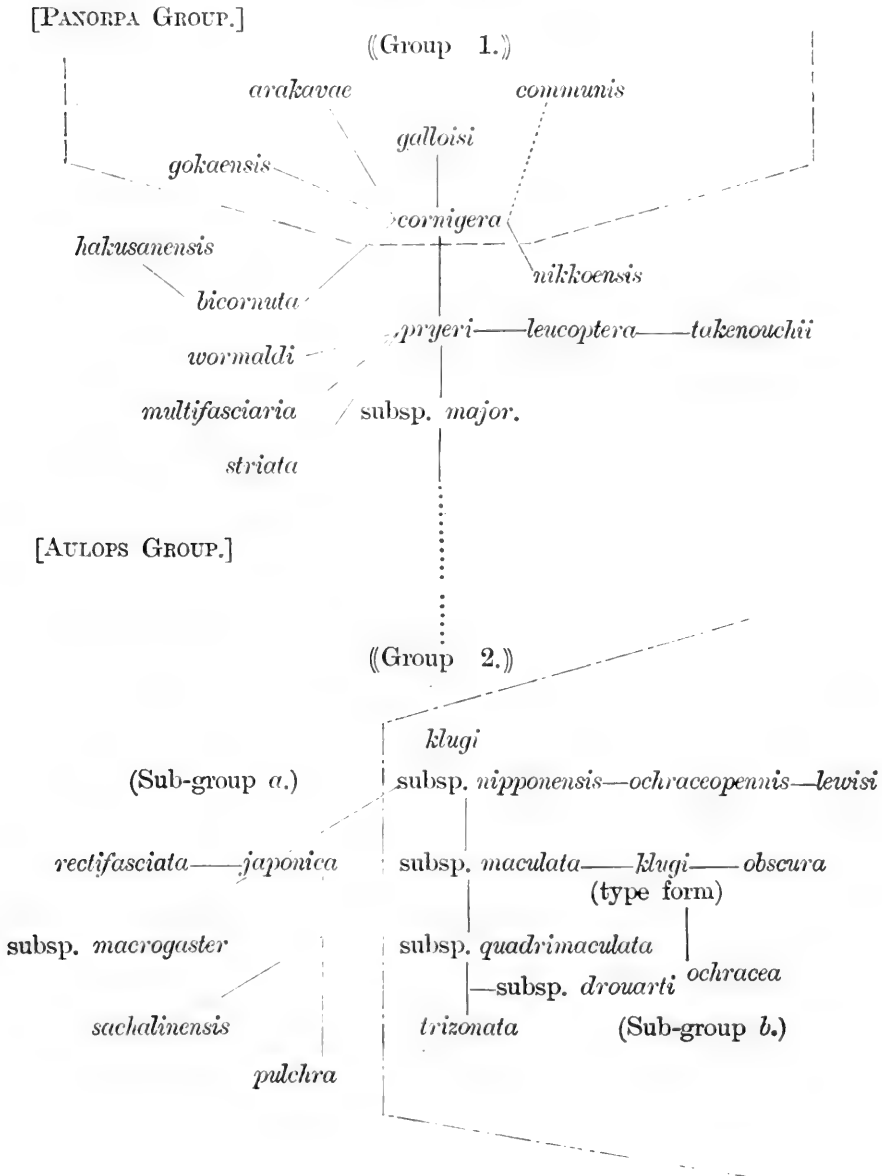 [Panorpa Group.]
((Group 1.))
arakavae communis
galloisi
gokaensis
cornigera
hakusanensis
nikkoensis
bicornuta
pryeri—leucoptera—takenouchii
wormaldi
multifasciaria subsp. major.
striata
[Aulops Group.]
((Group 2.))
klugi
(Sub-group a.) subsp. nipponensis—ochraceopennis—lewisi
rectifasciata—japonica subsp. maculata—klugi—obscura
(type form)
subsp. macrogaster subsp. quadrimaculata
ochracea
—subsp. drouarti
sachalinensis trizonata (Sub-group b.)
pulchra